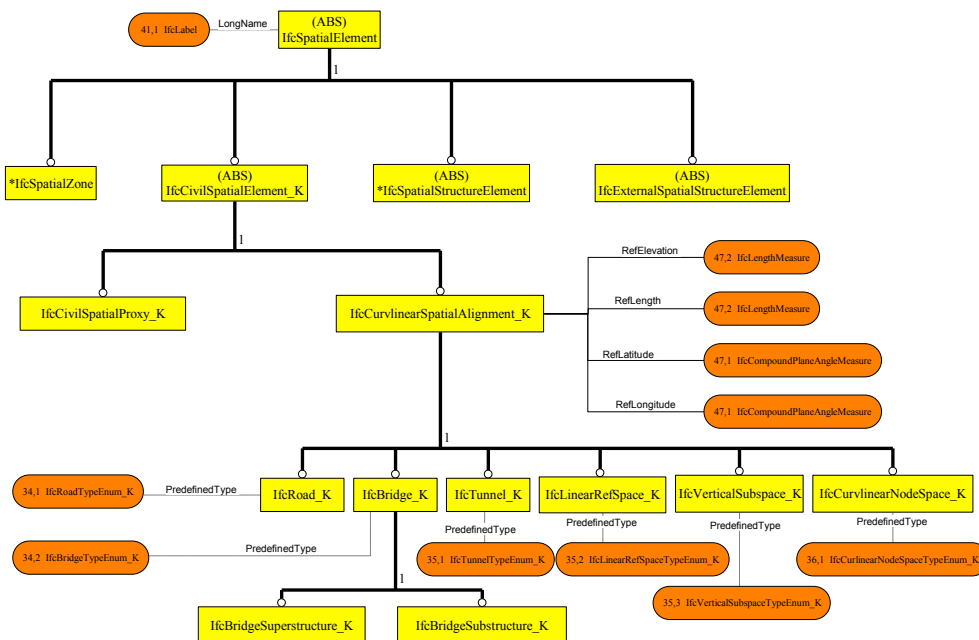 41,1 IfcLabel
LongName
(ABS)
IfcSpatialElement
1
*IfcSpatialZone
(ABS)
IfcCivilSpatialElement_K
(ABS)
*IfcSpatialStructureElement
(ABS)
IfcExternalSpatialStructureElement
1
IfcCivilSpatialProxy_K
IfcCurvlinearSpatialAlignment_K
RefElevation
47,2 IfcLengthMeasure
RefLength
47,2 IfcLengthMeasure
RefLatitude
47,1 IfcCompoundPlaneAngleMeasure
RefLongitude
47,1 IfcCompoundPlaneAngleMeasure
1
34,1 IfcRoadTypeEnum_K
PredefinedType
IfcRoad_K
IfcBridge_K
IfcTunnel_K
IfcLinearRefSpace_K
IfcVerticalSubspace_K
IfcCurvlinearNodeSpace_K
34,2 IfcBridgeTypeEnum_K
PredefinedType
PredefinedType
PredefinedType
PredefinedType
PredefinedType
35,1 IfcTunnelTypeEnum_K
35,2 IfcLinearRefSpaceTypeEnum_K
36,1 IfcCurlinearNodeSpaceTypeEnum_K
35,3 IfcVerticalSubspaceTypeEnum_K
1
IfcBridgeSuperstructure_K
IfcBridgeSubstructure_K